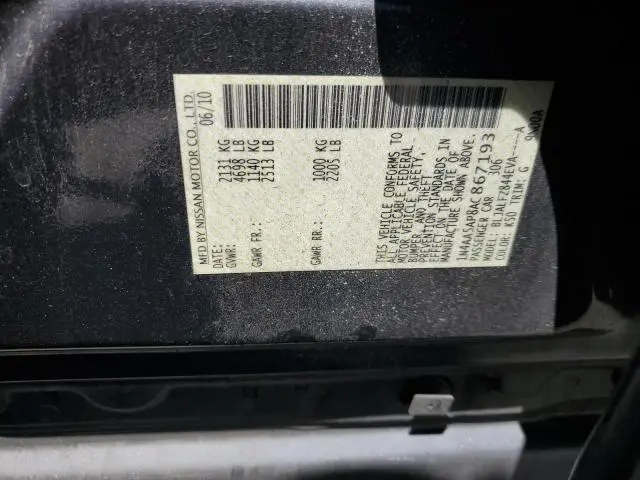 MFD BY NISSAN MOTOR CO., LTD.
DATE: 06/10
GVWR: 2131 KG
4698 LB
GAWR FR: 1140 KG
2513 LB
GAWR RR: 1000 KG
2205 LB
THIS VEHICLE CONFORMS TO
ALL APPLICABLE FEDERAL
MOTOR VEHICLE SAFETY,
BUMPER, AND THEFT
PREVENTION STANDARDS IN
EFFECT ON THE DATE OF
MANUFACTURE SHOWN ABOVE.
1N4AA5AP8AC867193
PASSENGER CAR 306
MODEL: BLJALFZ844EVA----A
COLOR: KSO TRIM: G